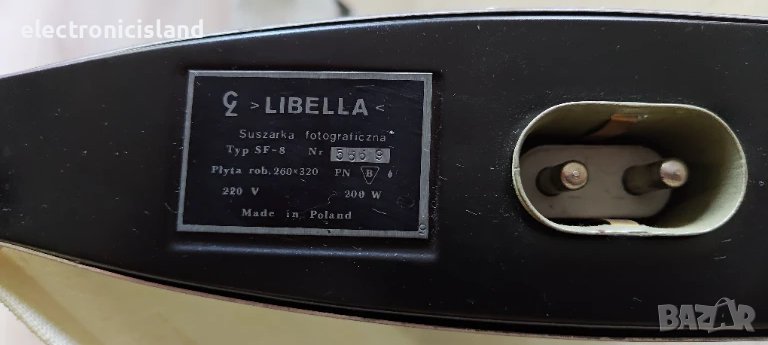 electronicisland
>LIBELLA<
Suszarka fotograficzna
Typ SF-8 Nr 5569
Płyta rob. 260×320 PN B
220 V 200 W
Made in Poland
BAZAR